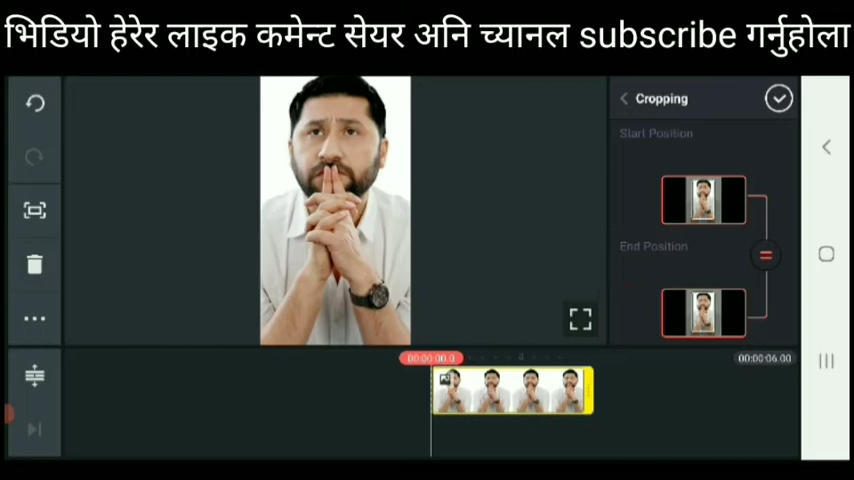 भिडियो हेरेर लाइक कमेन्ट सेयर अनि च्यानल subscribe गर्नुहोला
Cropping
Start Position
End Position
00:00:00.0
00:00:06.00